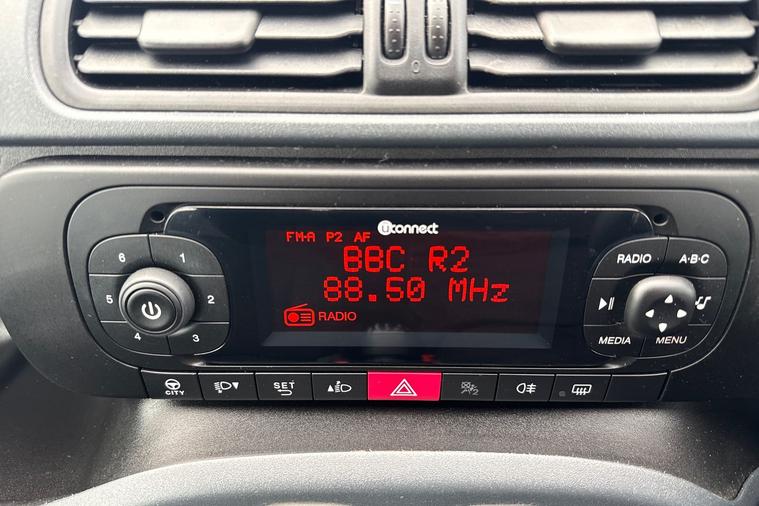 0
uconnect
FM-A P2 AF
BBC R2
88.50 MHz
RADIO
6 1
5 2
4 3
RADIO A·B·C
MEDIA MENU
CITY
SET